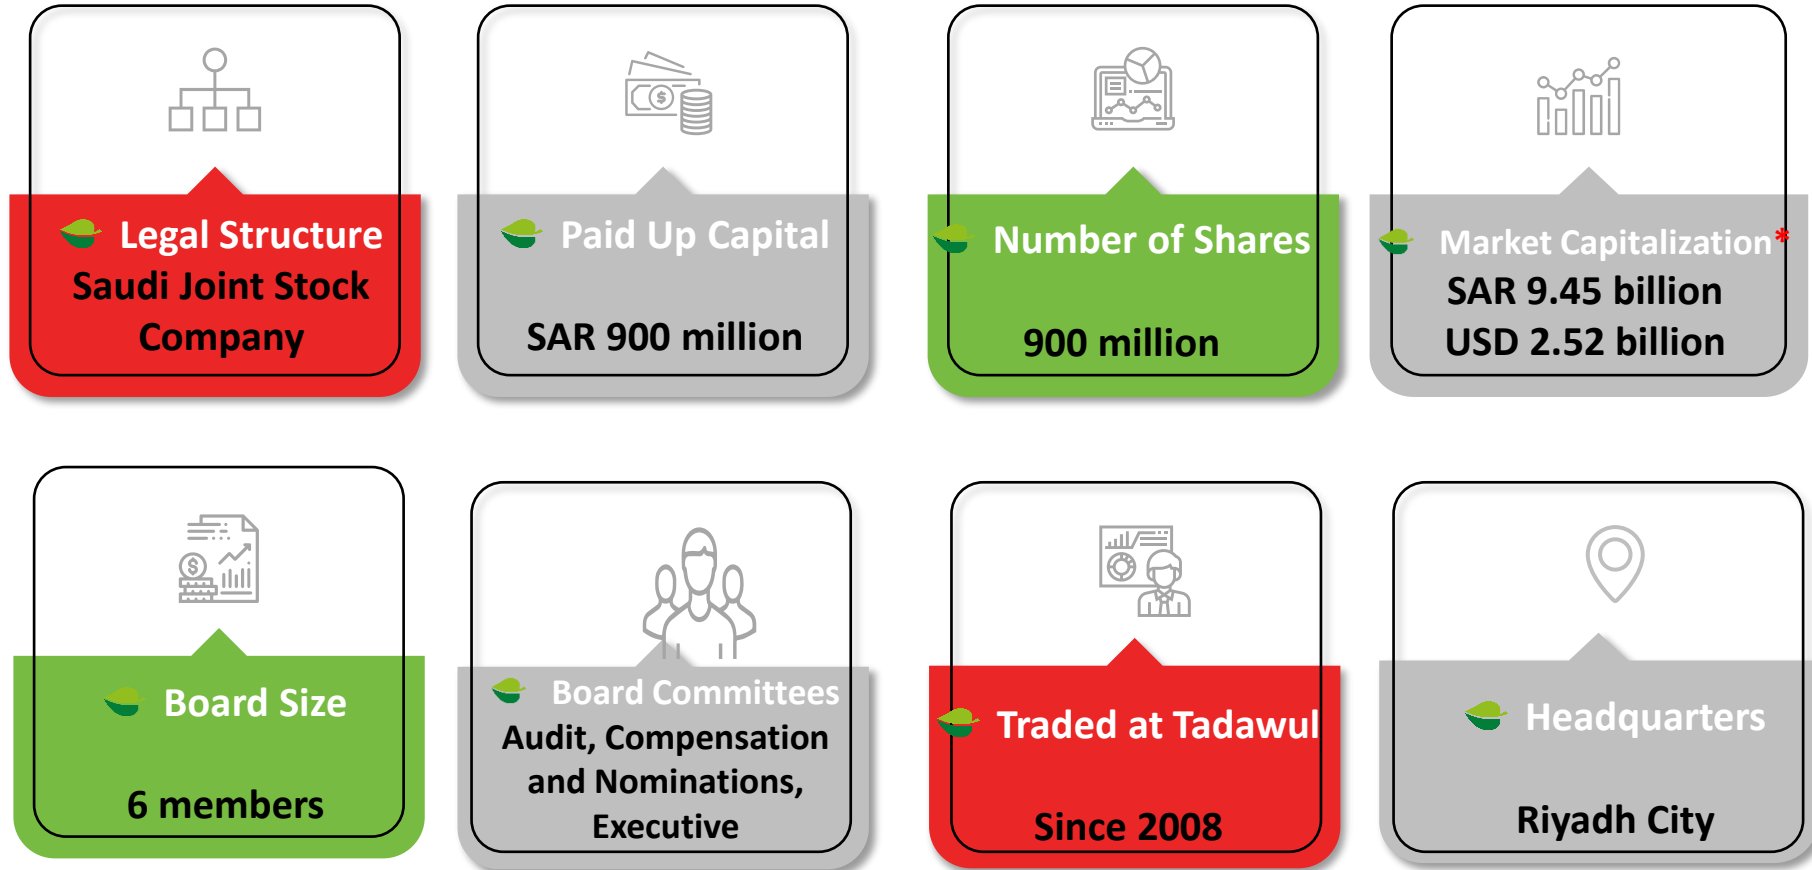 Legal Structure
Saudi Joint Stock
Company
Paid Up Capital
SAR 900 million
Number of Shares
900 million
Market Capitalization*
SAR 9.45 billion
USD 2.52 billion
Board Size
6 members
Board Committees
Audit, Compensation
and Nominations,
Executive
Traded at Tadawul
Since 2008
Headquarters
Riyadh City